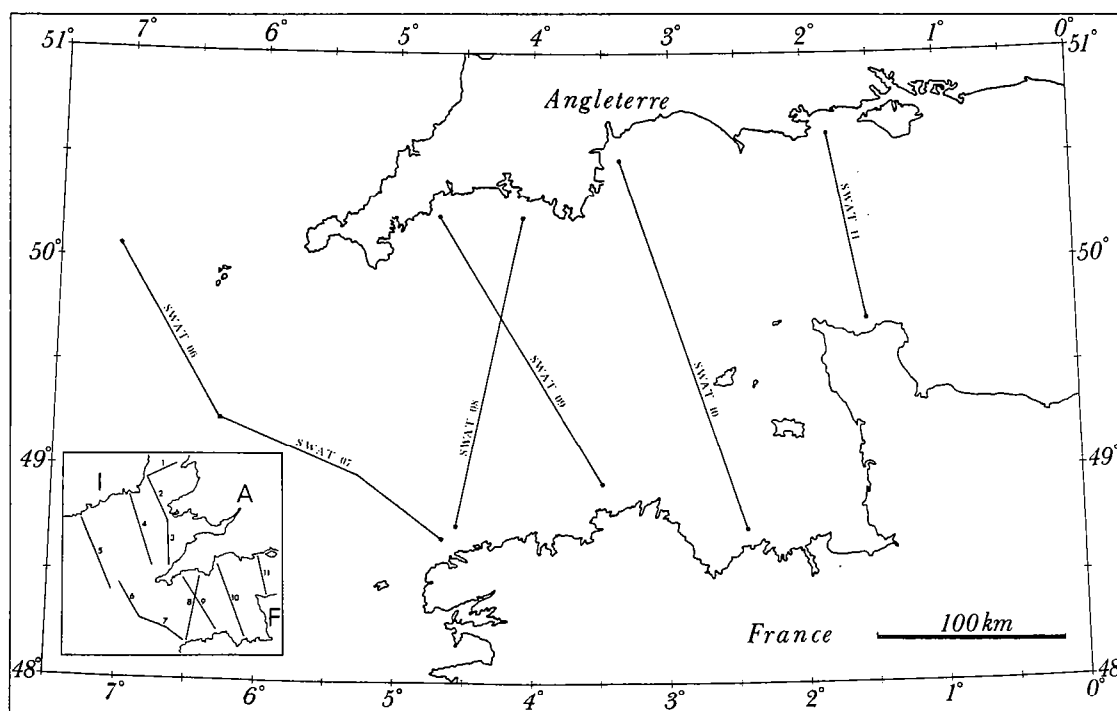 7° 6° 5° 4° 3° 2° 1° 0°
51° 51°
Angleterre
SWAT 11
50° 50°
SWAT 06
SWAT 09
SWAT 10
SWAT 08
SWAT 07
49° 49°
I A F
1 2 3 4 5 6 7 8 9 10 11
France
100 km
48° 48
7° 6° 5° 4° 3° 2° 1° 0°